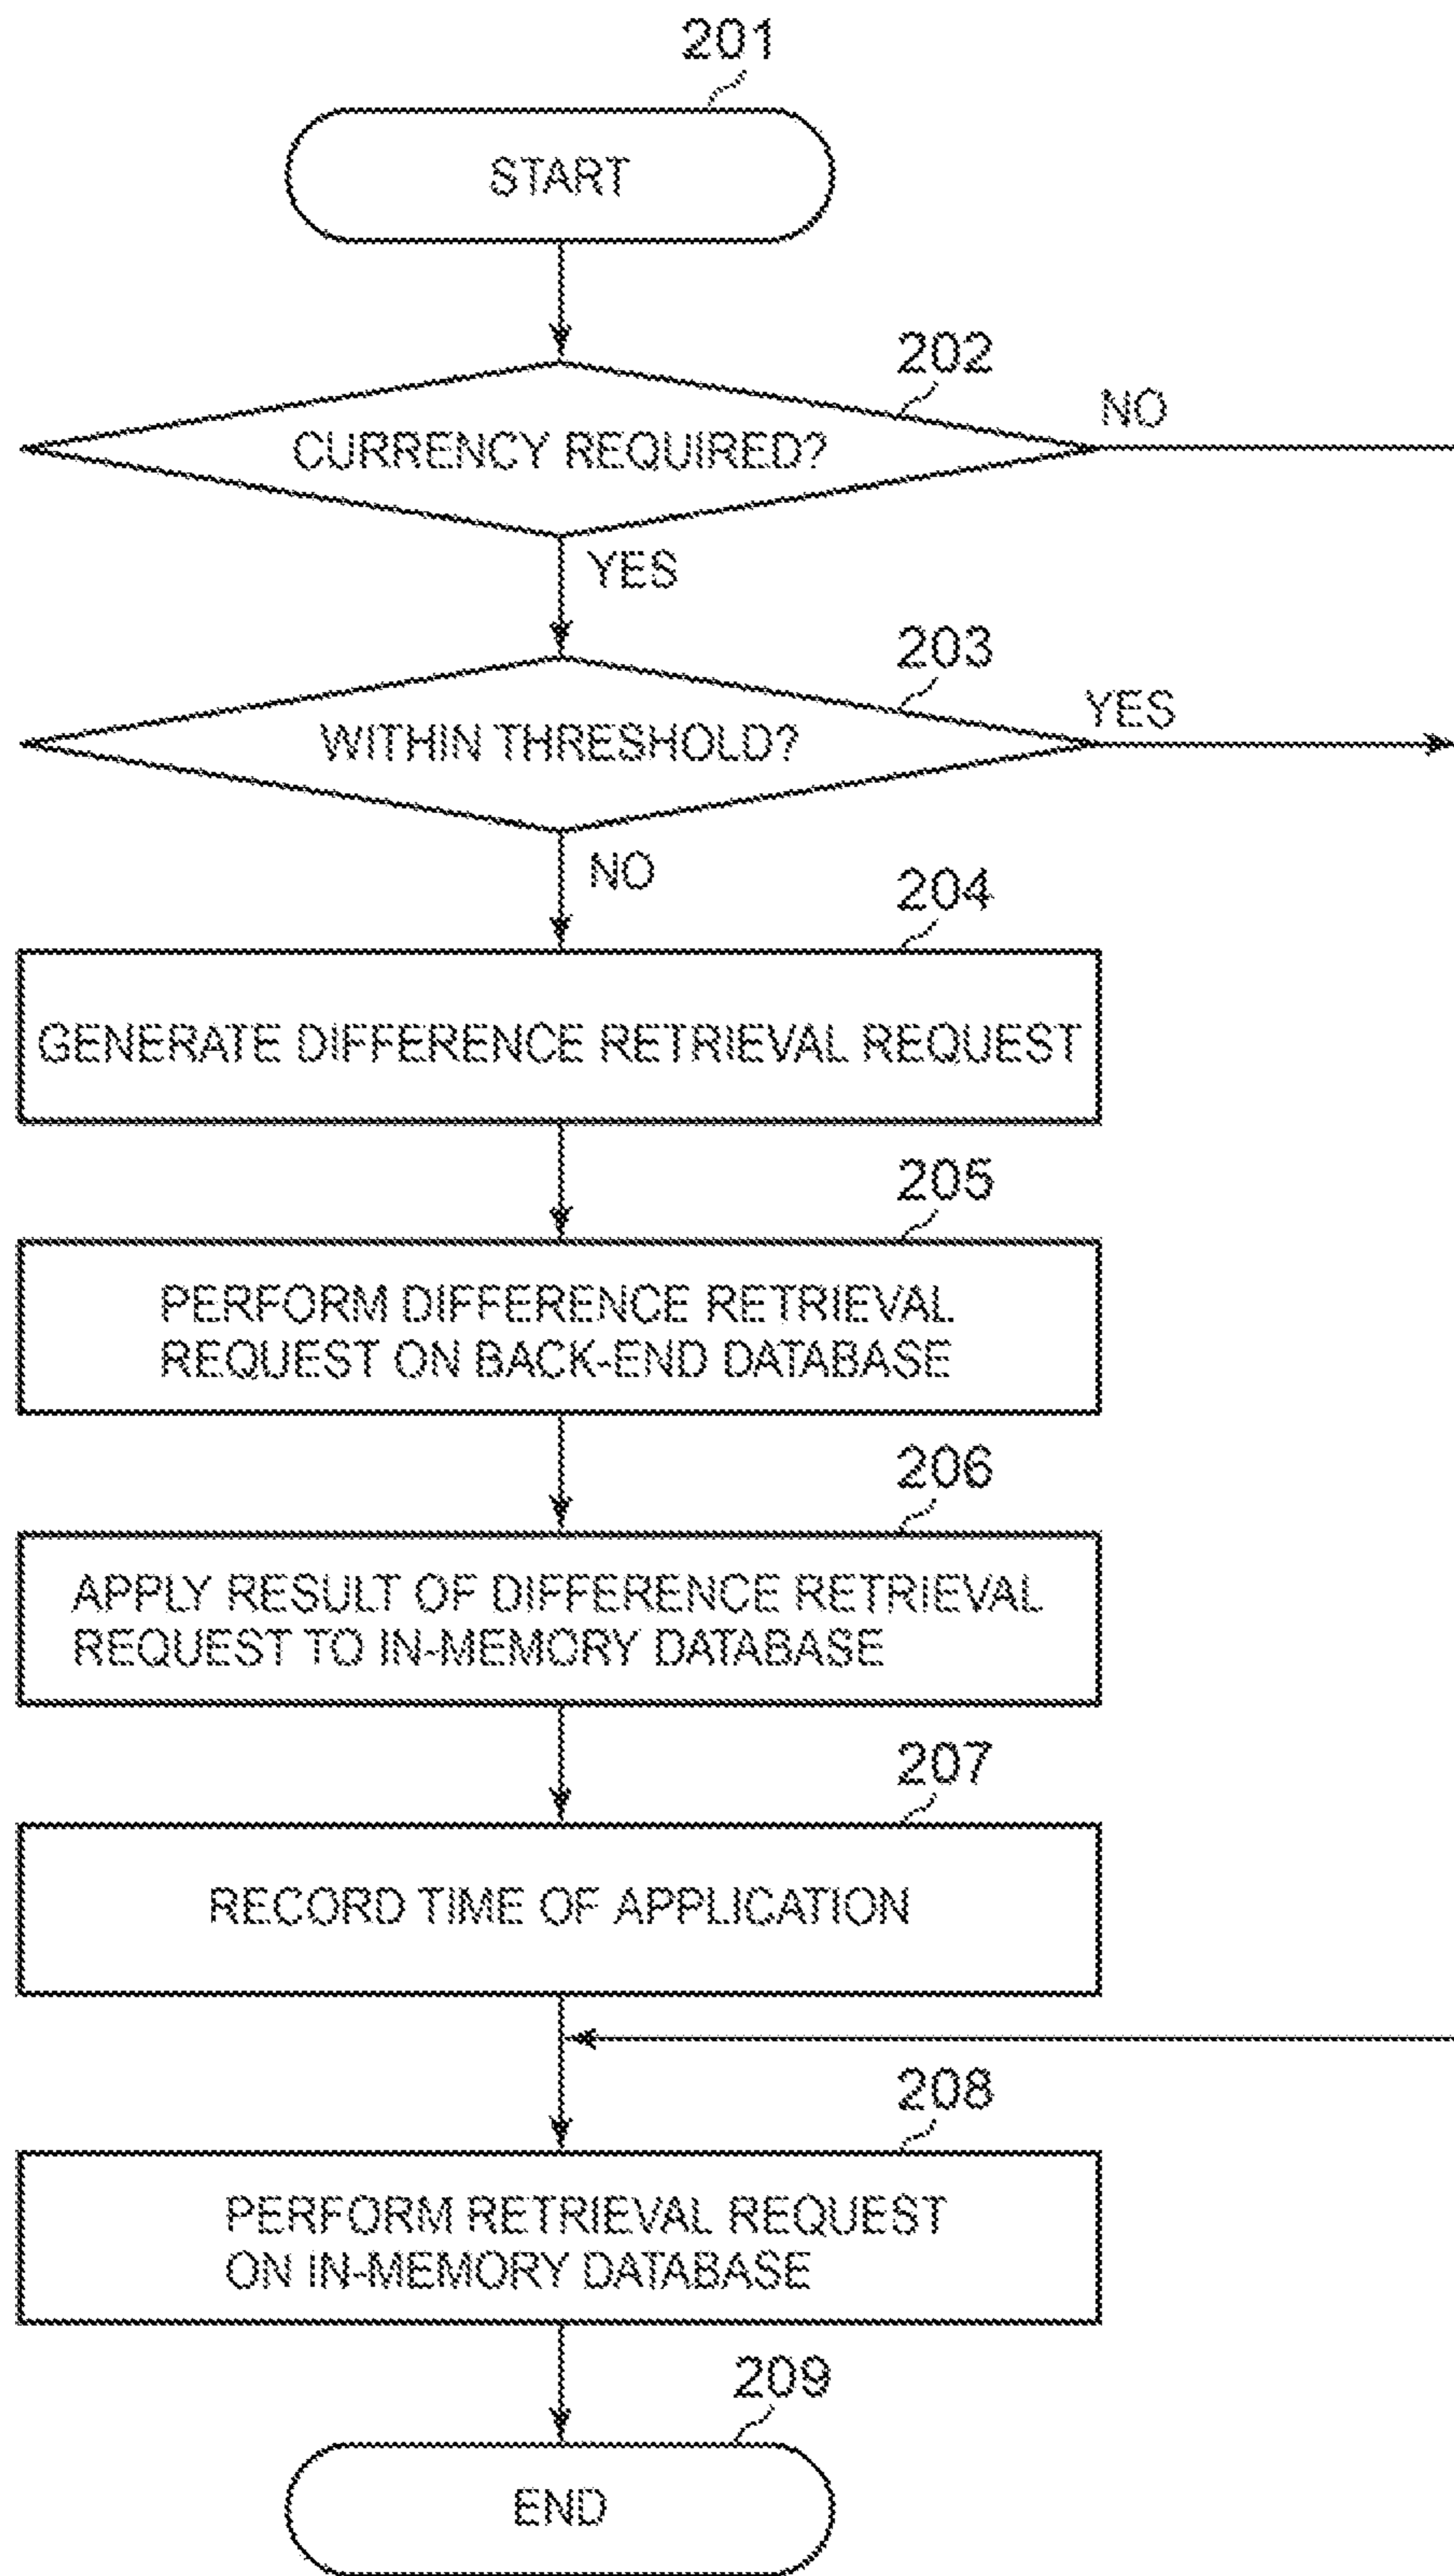 201
START
202
CURRENCY REQUIRED?
NO
YES
203
WITHIN THRESHOLD?
YES
NO
204
GENERATE DIFFERENCE RETRIEVAL REQUEST
205
PERFORM DIFFERENCE RETRIEVAL
REQUEST ON BACK-END DATABASE
206
APPLY RESULT OF DIFFERENCE RETRIEVAL
REQUEST TO IN-MEMORY DATABASE
207
RECORD TIME OF APPLICATION
208
PERFORM RETRIEVAL REQUEST
ON IN-MEMORY DATABASE
209
END